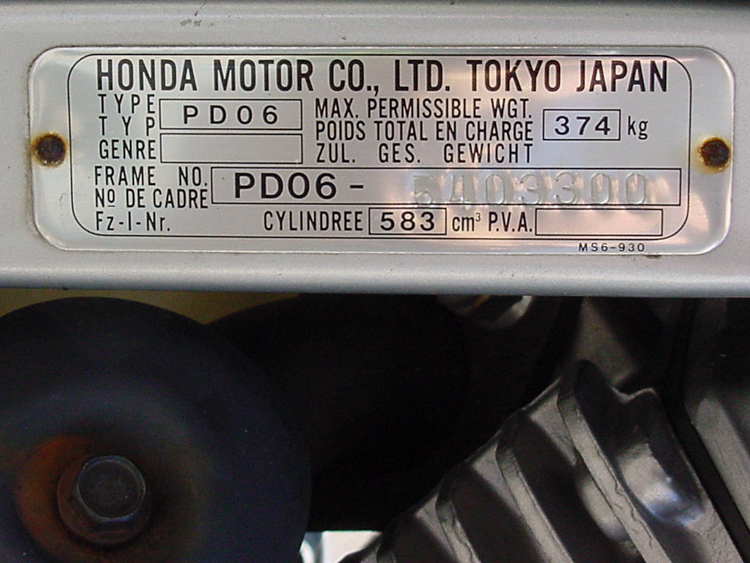 HONDA MOTOR CO., LTD. TOKYO JAPAN
TYPE
TYP
PD06
MAX. PERMISSIBLE WGT.
POIDS TOTAL EN CHARGE
374 kg
GENRE
ZUL. GES. GEWICHT
FRAME NO.
Nº DE CADRE
PD06- 5403300
Fz-I-Nr.
CYLINDREE 583 cm³ P.V.A.
MS6-930